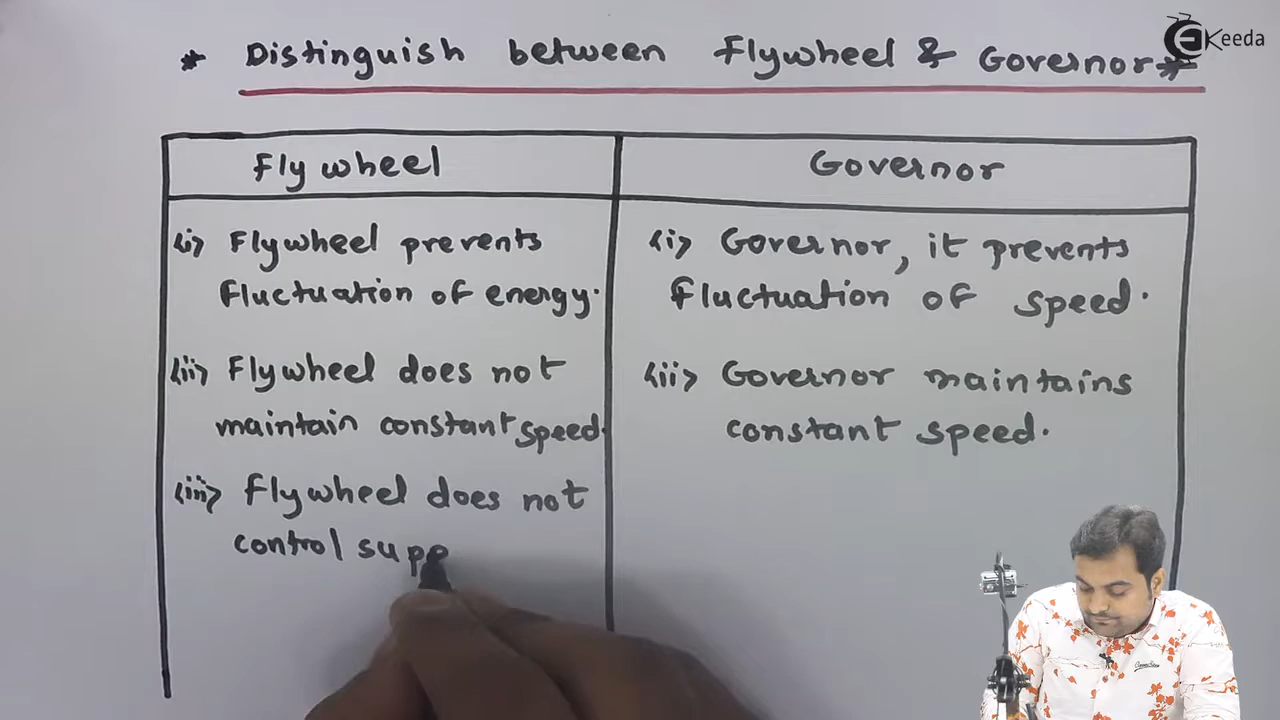 * Distinguish between Flywheel & Governor *
EKeeda
Fly wheel
Governor
(i) Flywheel prevents
fluctuation of energy.
(ii) Flywheel does not
maintain constant speed.
(iii) Flywheel does not
control supp
(i) Governor, it prevents
fluctuation of speed.
(ii) Governor maintains
constant speed.